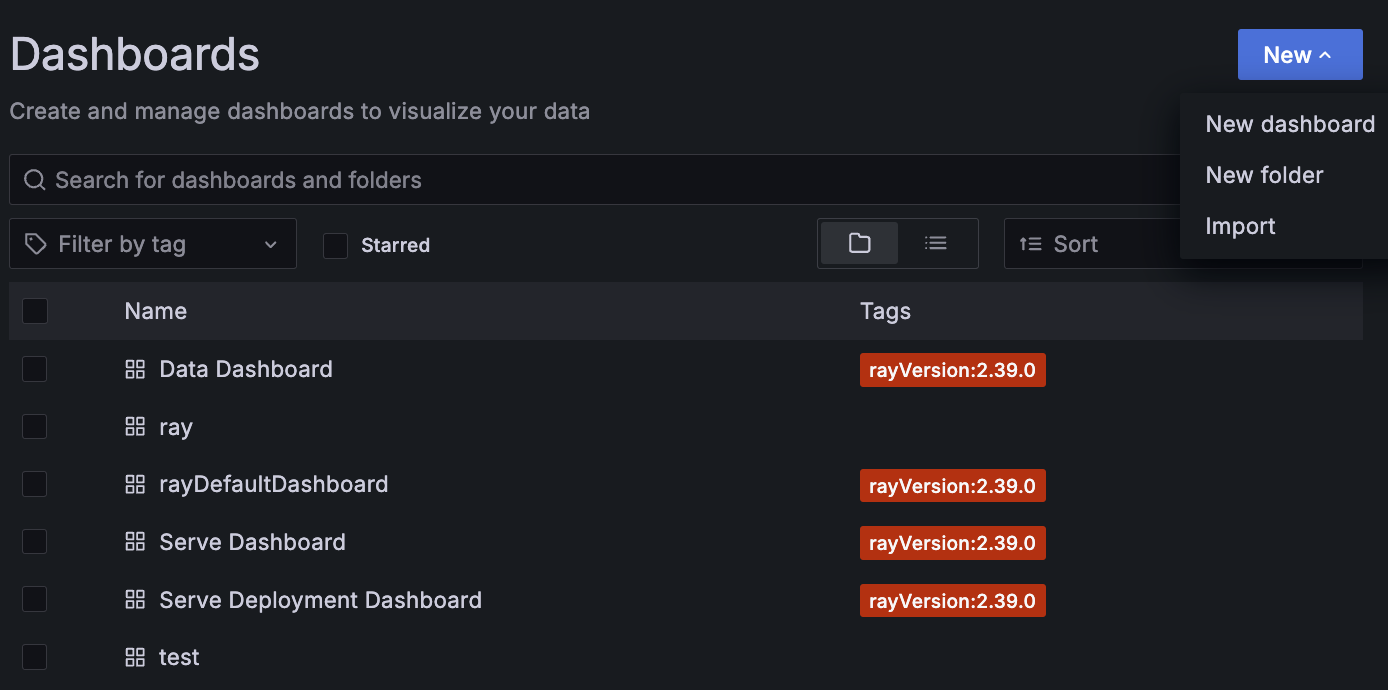 Dashboards
New
Create and manage dashboards to visualize your data
New dashboard
New folder
Import
Search for dashboards and folders
Filter by tag
Starred
Sort
Name Tags
Data Dashboard rayVersion:2.39.0
ray
rayDefaultDashboard rayVersion:2.39.0
Serve Dashboard rayVersion:2.39.0
Serve Deployment Dashboard rayVersion:2.39.0
test